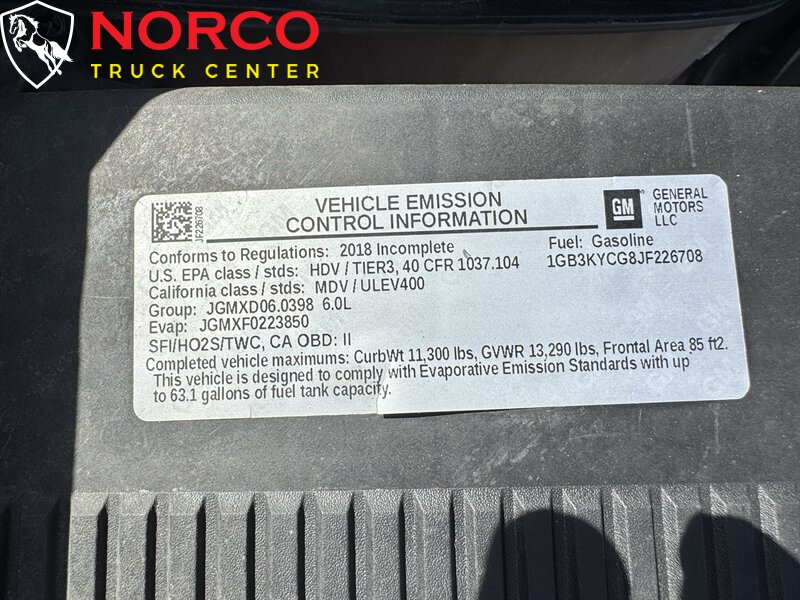 NORCO
TRUCK CENTER
JF226708
VEHICLE EMISSION
CONTROL INFORMATION
GM
GENERAL
MOTORS
LLC
Conforms to Regulations: 2018 Incomplete
Fuel: Gasoline
U.S. EPA class / stds: HDV / TIER3, 40 CFR 1037.104
1GB3KYCG8JF226708
California class / stds: MDV / ULEV400
Group: JGMXD06.0398 6.0L
Evap: JGMXF0223850
SFI/HO2S/TWC, CA OBD: II
Completed vehicle maximums: CurbWt 11,300 lbs, GVWR 13,290 lbs, Frontal Area 85 ft2.
This vehicle is designed to comply with Evaporative Emission Standards with up
to 63.1 gallons of fuel tank capacity.